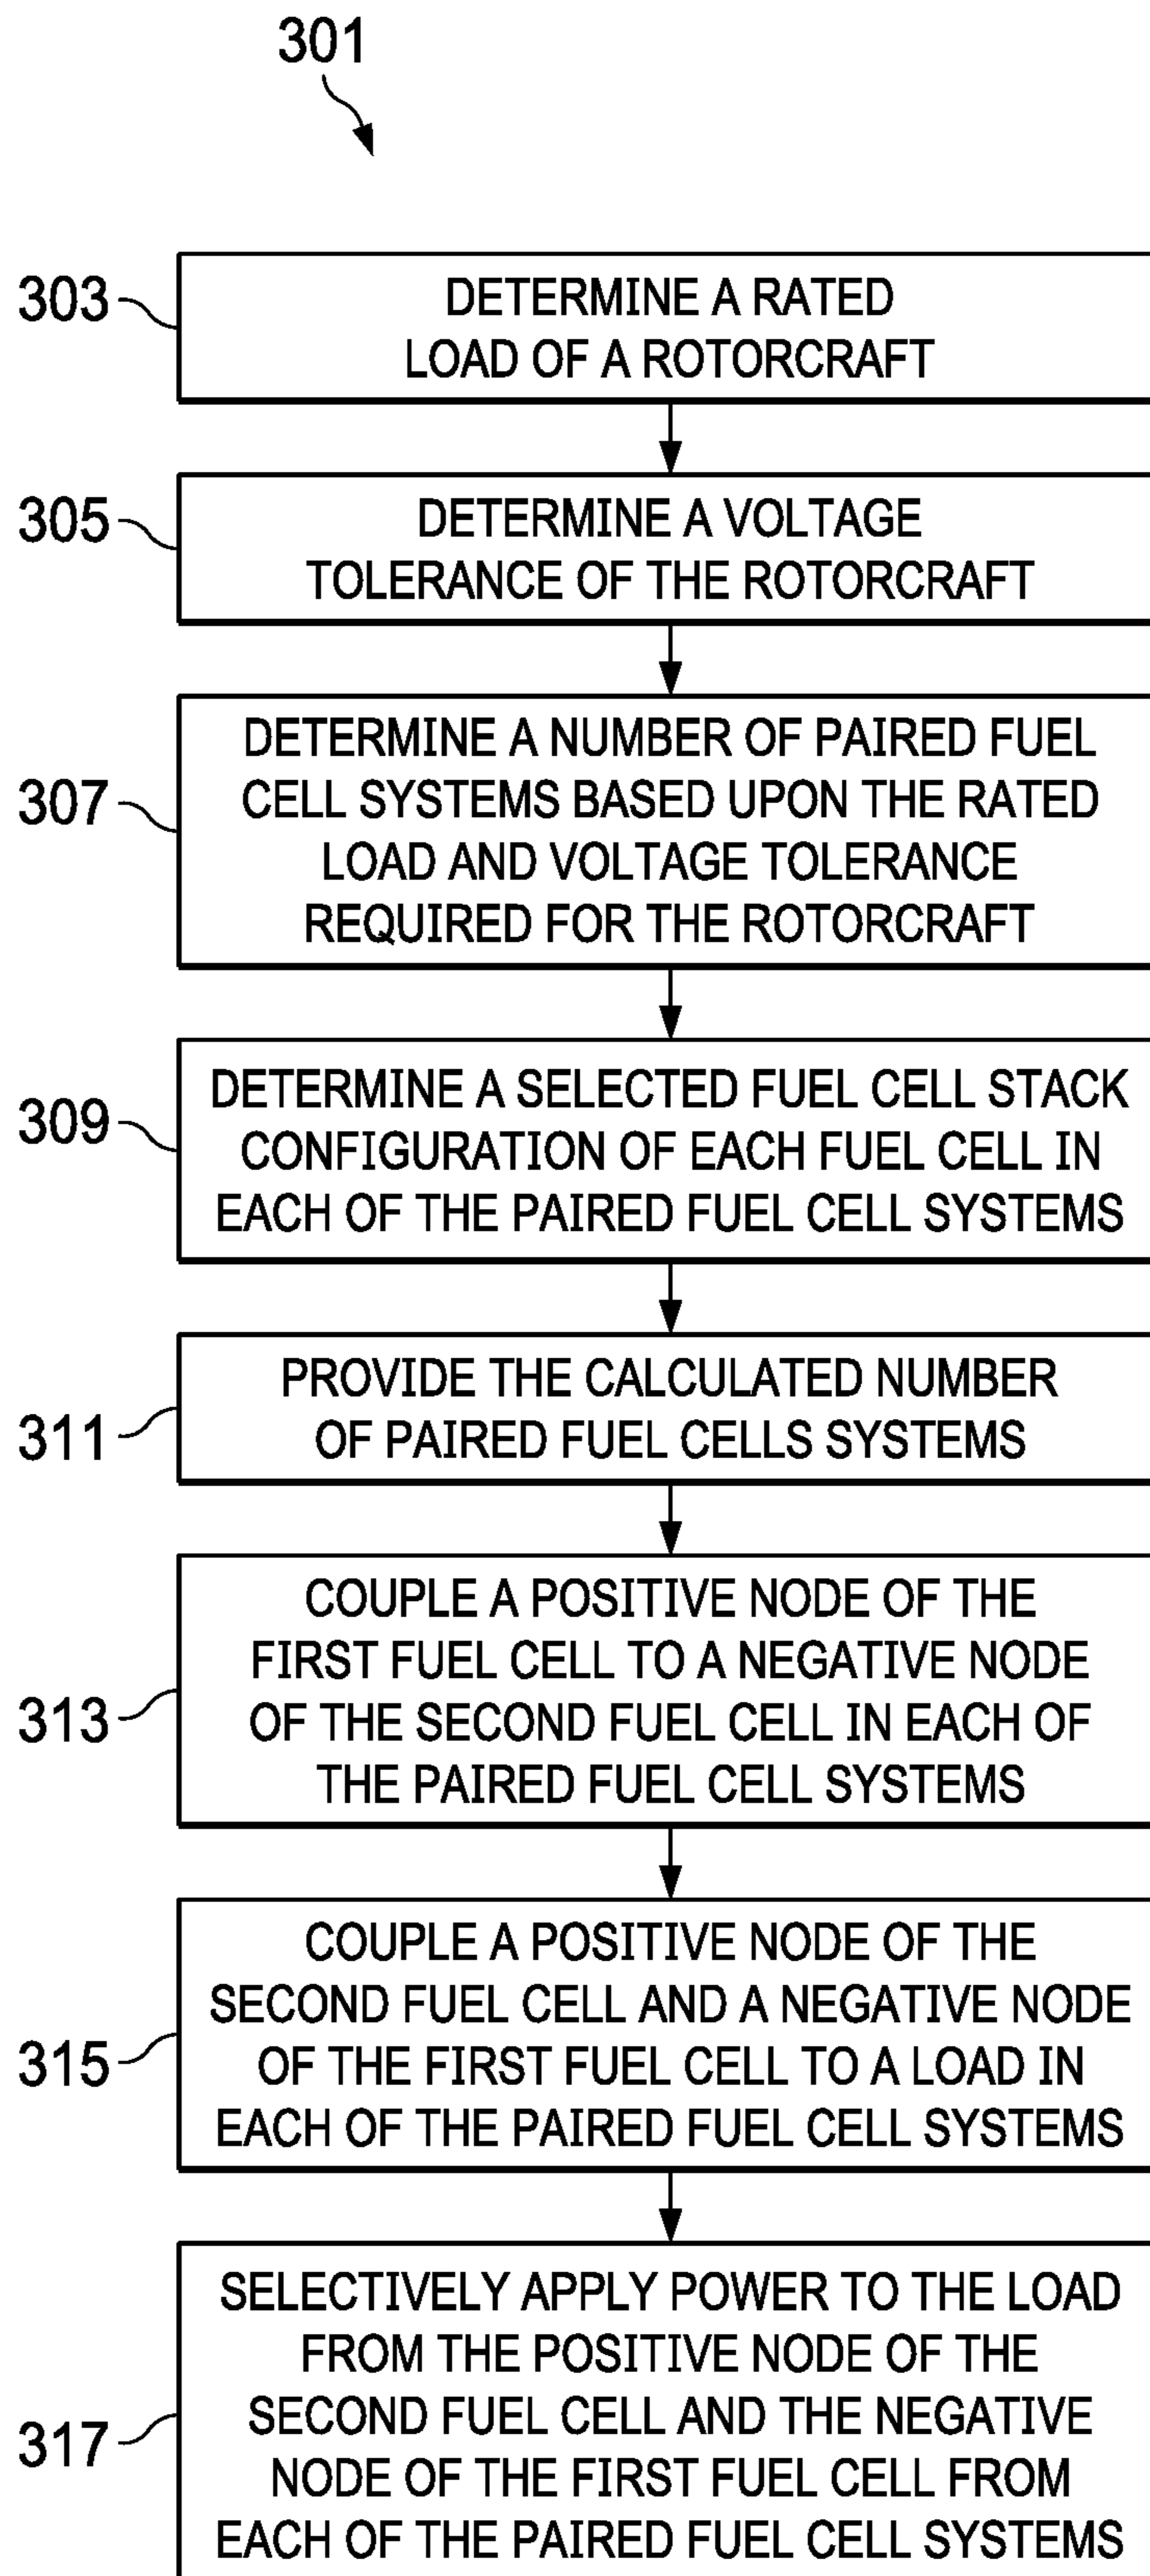 301
303
DETERMINE A RATED
LOAD OF A ROTORCRAFT
305
DETERMINE A VOLTAGE
TOLERANCE OF THE ROTORCRAFT
307
DETERMINE A NUMBER OF PAIRED FUEL
CELL SYSTEMS BASED UPON THE RATED
LOAD AND VOLTAGE TOLERANCE
REQUIRED FOR THE ROTORCRAFT
309
DETERMINE A SELECTED FUEL CELL STACK
CONFIGURATION OF EACH FUEL CELL IN
EACH OF THE PAIRED FUEL CELL SYSTEMS
311
PROVIDE THE CALCULATED NUMBER
OF PAIRED FUEL CELLS SYSTEMS
313
COUPLE A POSITIVE NODE OF THE
FIRST FUEL CELL TO A NEGATIVE NODE
OF THE SECOND FUEL CELL IN EACH OF
THE PAIRED FUEL CELL SYSTEMS
315
COUPLE A POSITIVE NODE OF THE
SECOND FUEL CELL AND A NEGATIVE NODE
OF THE FIRST FUEL CELL TO A LOAD IN
EACH OF THE PAIRED FUEL CELL SYSTEMS
317
SELECTIVELY APPLY POWER TO THE LOAD
FROM THE POSITIVE NODE OF THE
SECOND FUEL CELL AND THE NEGATIVE
NODE OF THE FIRST FUEL CELL FROM
EACH OF THE PAIRED FUEL CELL SYSTEMS